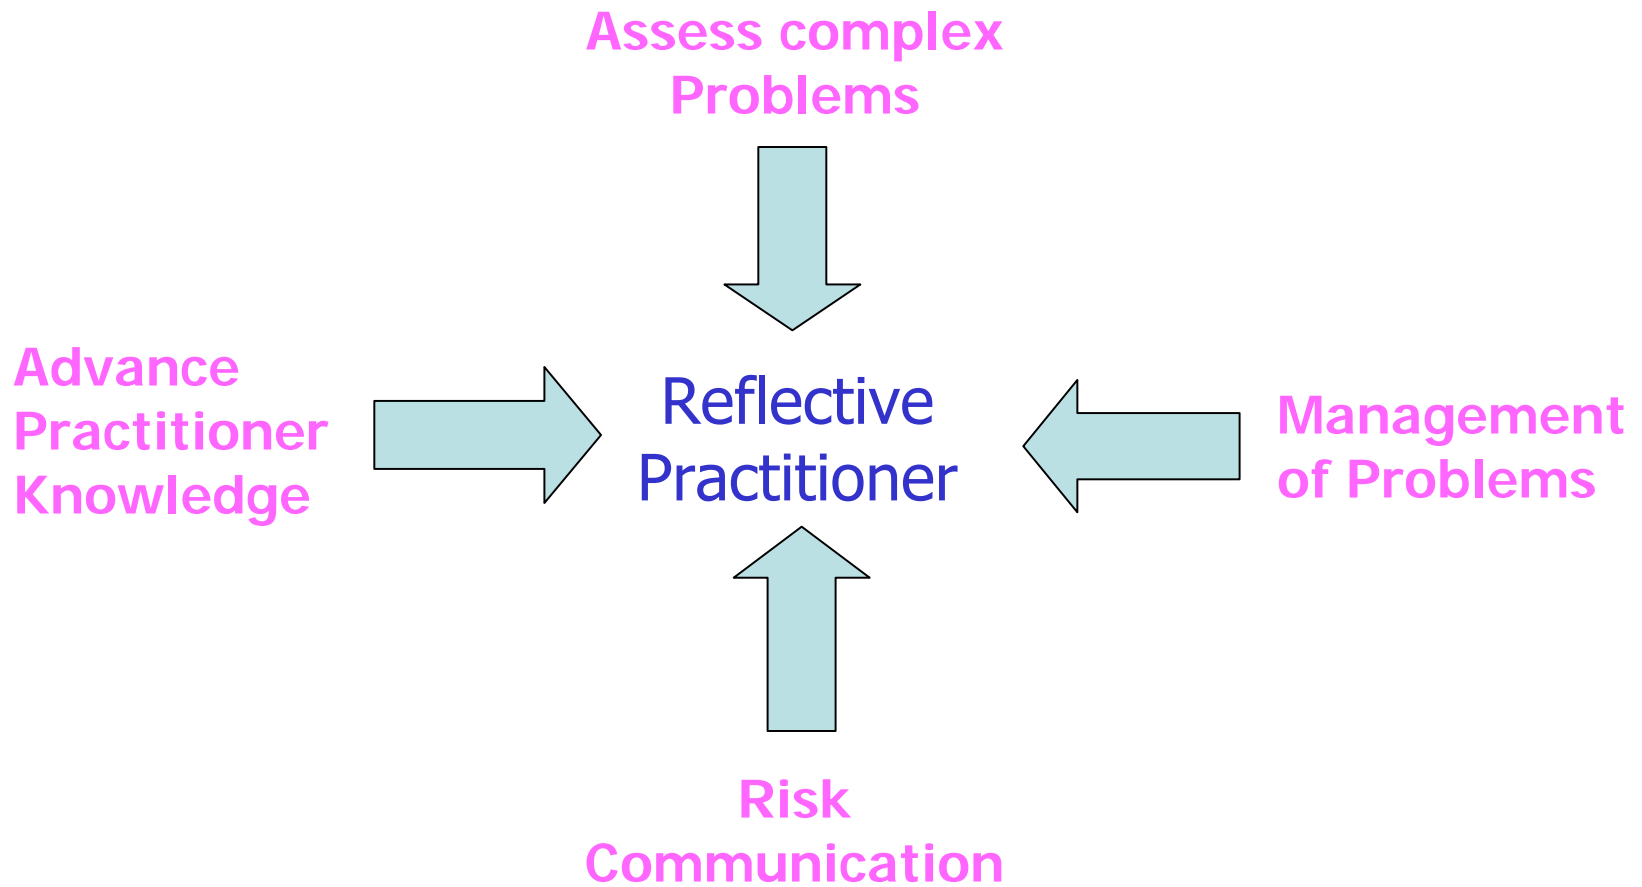 Assess complex
Problems
Advance
Practitioner
Knowledge
Reflective
Practitioner
Management
of Problems
Risk
Communication